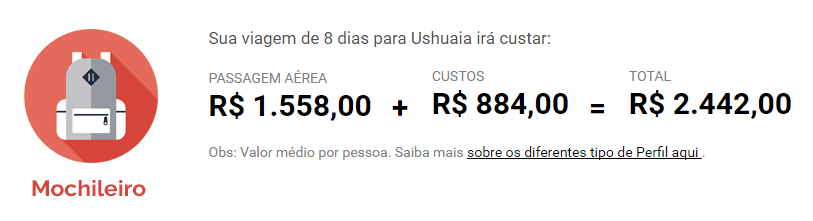 Sua viagem de 8 dias para Ushuaia irá custar:
PASSAGEM AÉREA CUSTOS TOTAL
R$ 1.558,00 + R$ 884,00 = R$ 2.442,00
Obs: Valor médio por pessoa. Saiba mais sobre os diferentes tipo de Perfil aqui .
Mochileiro